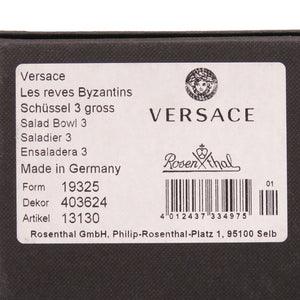 Versace
Les reves Byzantins
Schüssel 3 gross
Salad Bowl 3
Saladier 3
Ensaladera 3
Made in Germany
Form 19325
Dekor 403624
Artikel 13130
VERSACE
Rosenthal
01
4 012437 334975
Rosenthal GmbH, Philip-Rosenthal-Platz 1, 95100 Selb